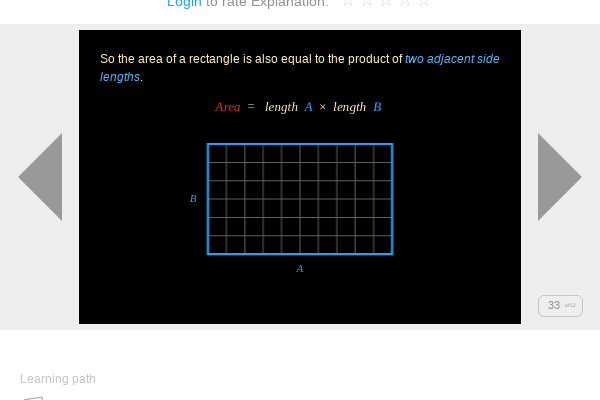 Login to rate Explanation.
So the area of a rectangle is also equal to the product of two adjacent side
lengths.
Area = length A × length B
B
A
33 of 52
Learning path